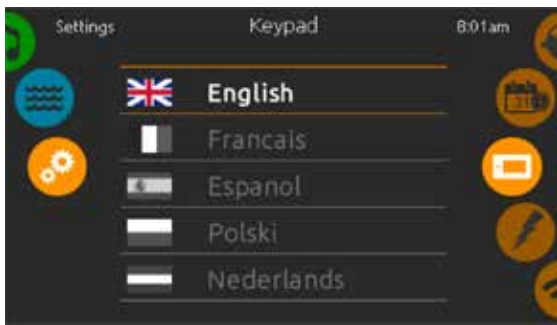 Settings Keypad 8:01am
English
Francais
Espanol
Polski
Nederlands